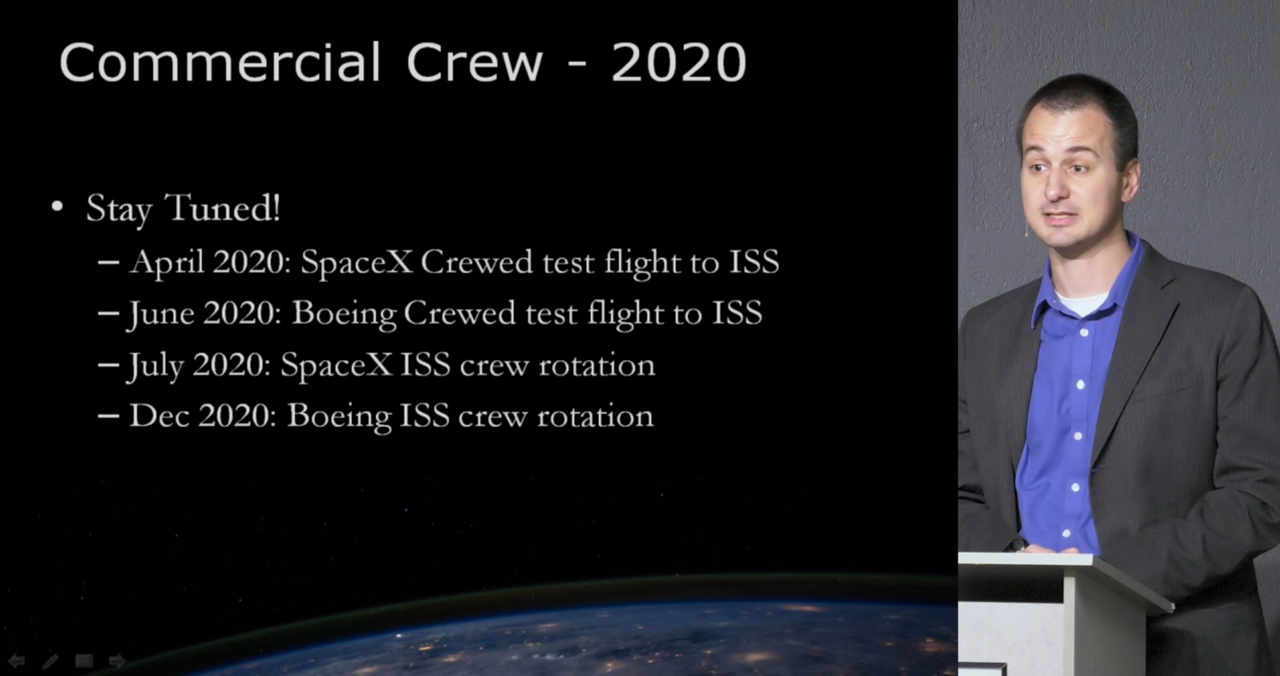 Commercial Crew - 2020
• Stay Tuned!
– April 2020: SpaceX Crewed test flight to ISS
– June 2020: Boeing Crewed test flight to ISS
– July 2020: SpaceX ISS crew rotation
– Dec 2020: Boeing ISS crew rotation